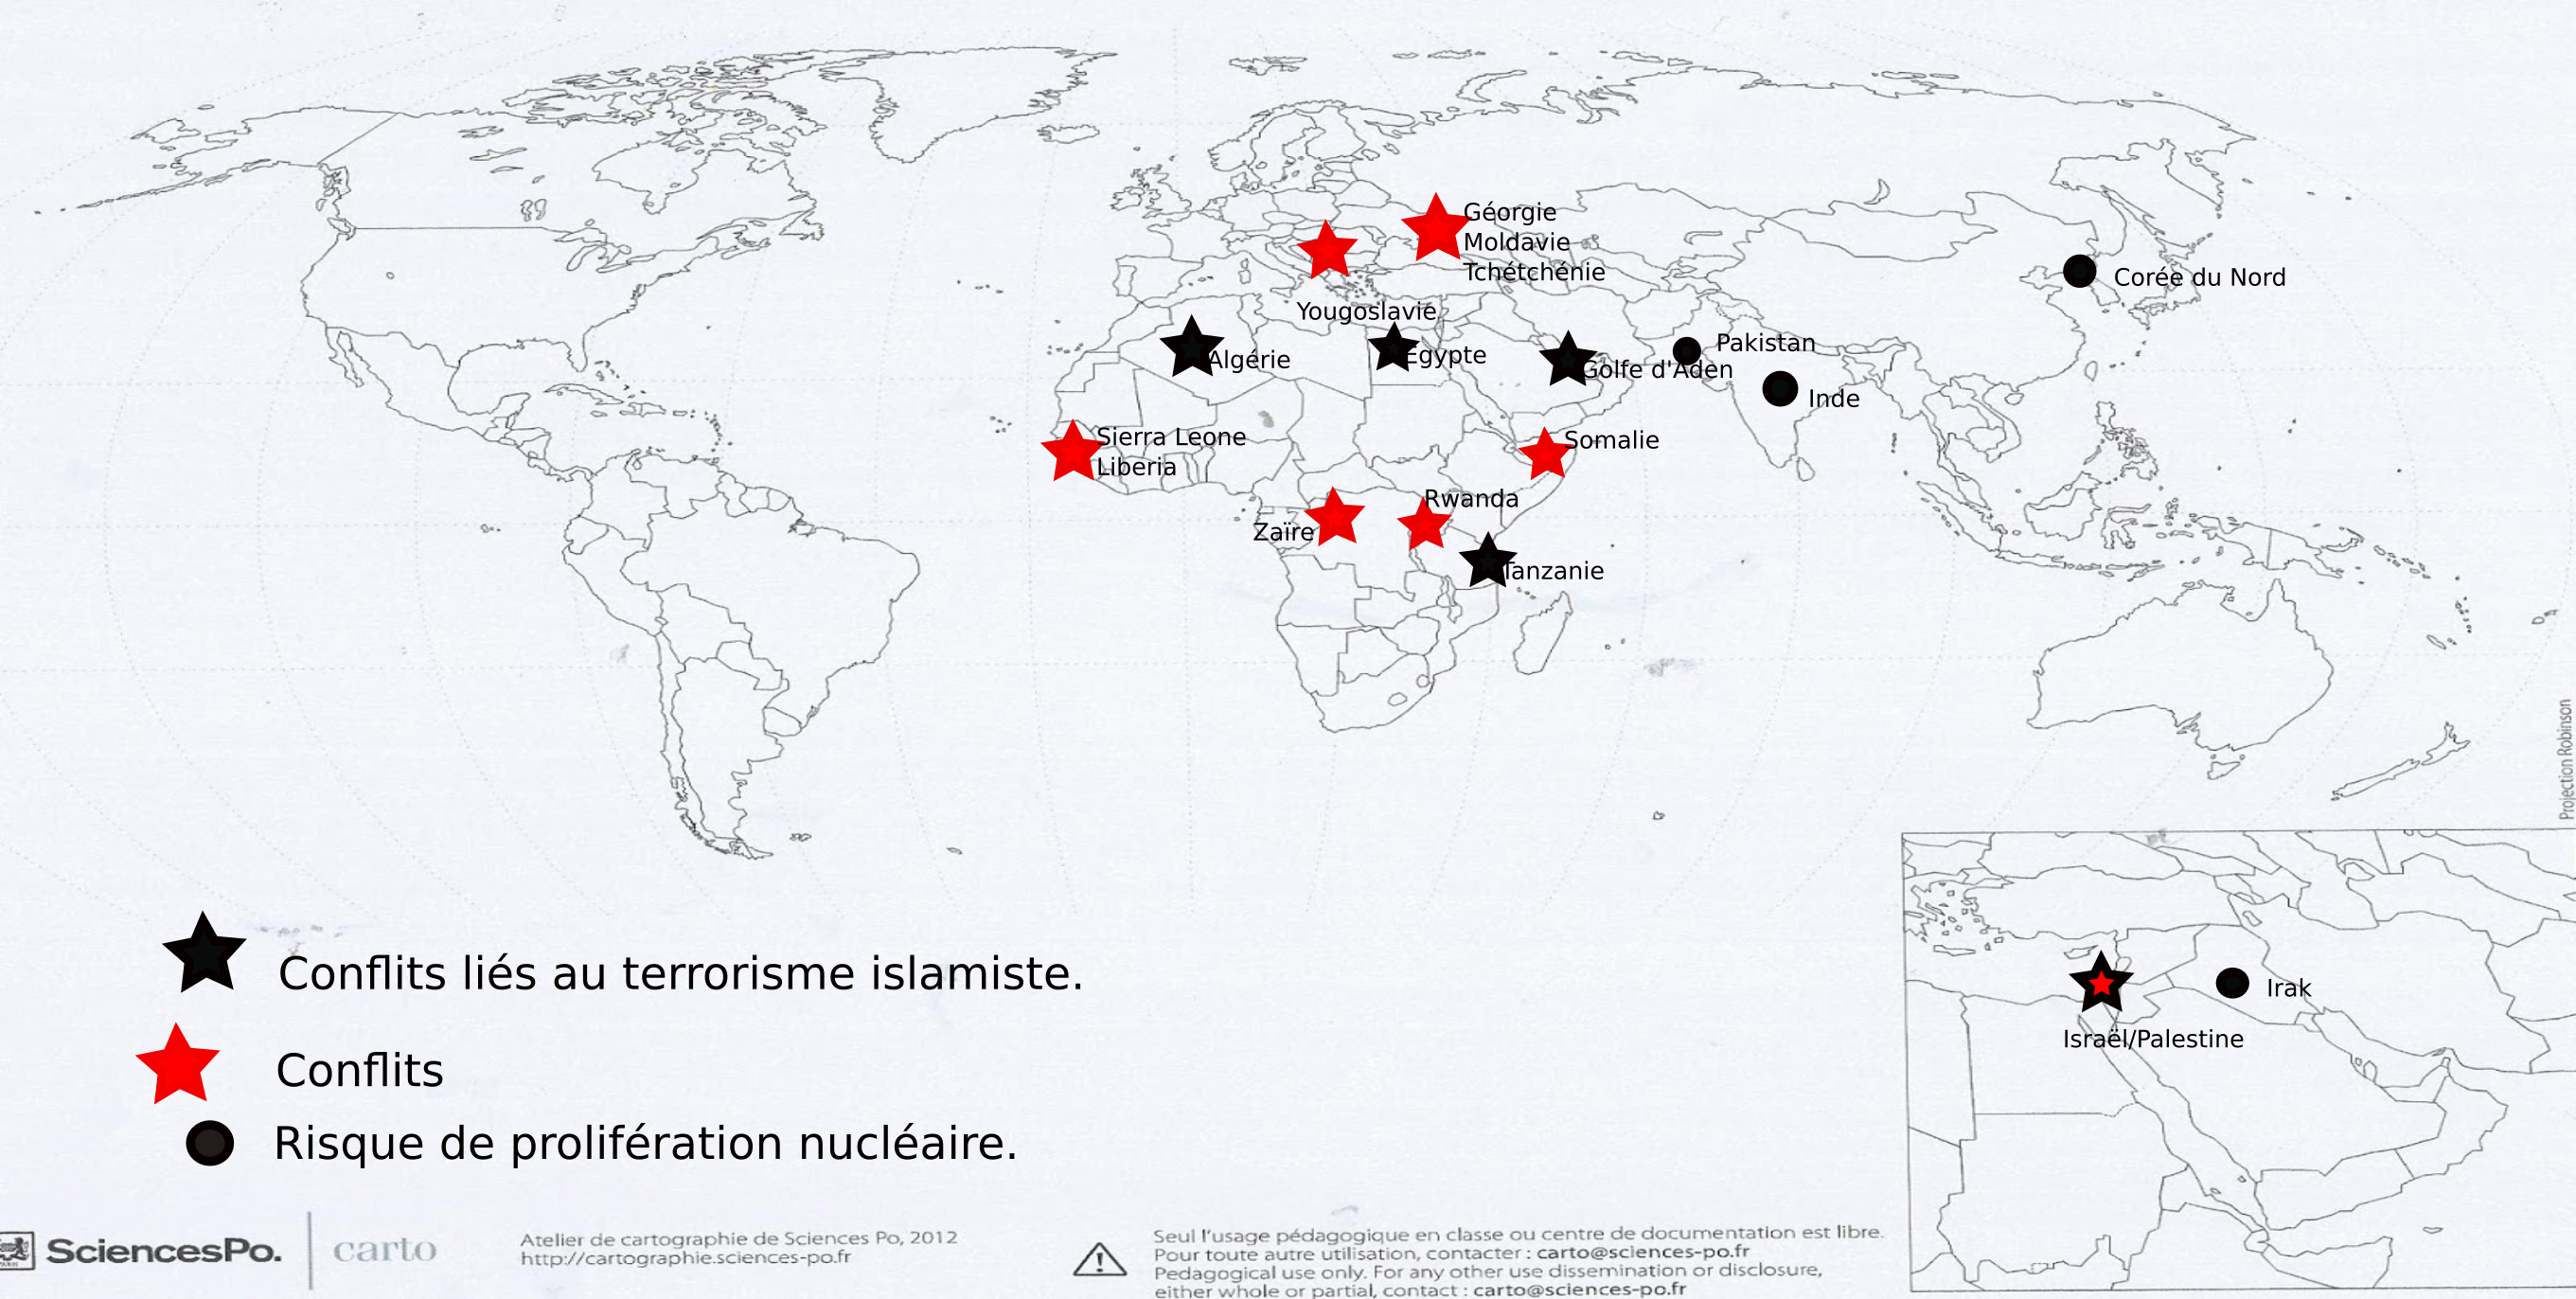 Géorgie
Moldavie
Tchétchénie
Corée du Nord
Yougoslavie
Pakistan
Algérie
Egypte
Golfe d'Aden
Inde
Sierra Leone
Liberia
Somalie
Rwanda
Zaïre
Tanzanie
Projection Robinson
Conflits liés au terrorisme islamiste.
Irak
Israël/Palestine
Conflits
Risque de prolifération nucléaire.
SciencesPo.
carto
Atelier de cartographie de Sciences Po, 2012
http://cartographie.sciences-po.fr
Seul l'usage pédagogique en classe ou centre de documentation est libre.
Pour toute autre utilisation, contacter : carto@sciences-po.fr
Pedagogical use only. For any other use dissemination or disclosure,
either whole or partial, contact : carto@sciences-po.fr